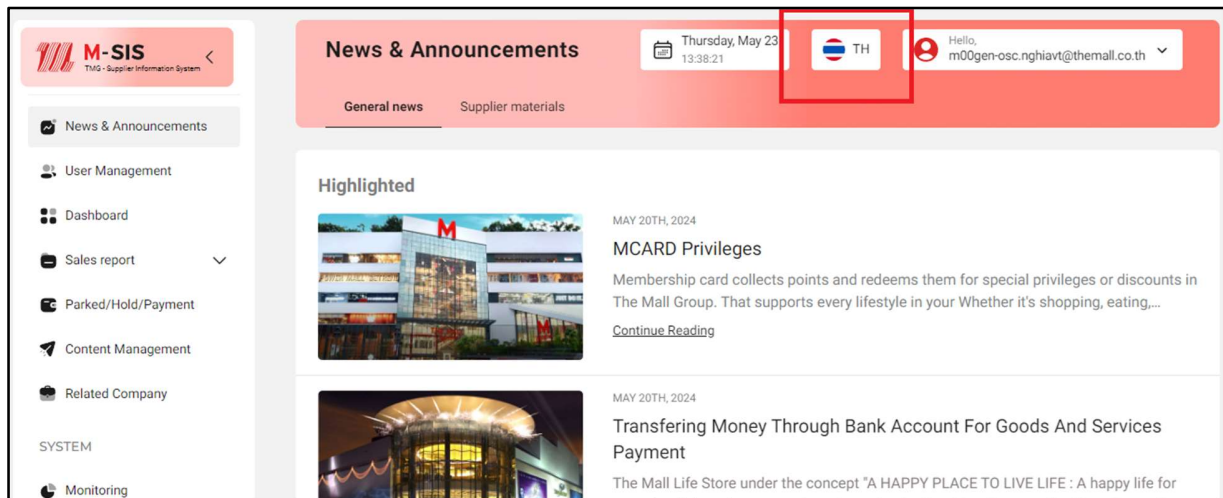 M-SIS
TMG - Supplier Information System
News & Announcements
User Management
Dashboard
Sales report
Parked/Hold/Payment
Content Management
Related Company
SYSTEM
Monitoring
News & Announcements
Thursday, May 23
13:38:21
TH
Hello,
m00gen-osc.nghiavt@themall.co.th
General news
Supplier materials
Highlighted
MAY 20TH, 2024
MCARD Privileges
Membership card collects points and redeems them for special privileges or discounts in
The Mall Group. That supports every lifestyle in your Whether it's shopping, eating,...
Continue Reading
MAY 20TH, 2024
Transfering Money Through Bank Account For Goods And Services
Payment
The Mall Life Store under the concept "A HAPPY PLACE TO LIVE LIFE : A happy life for